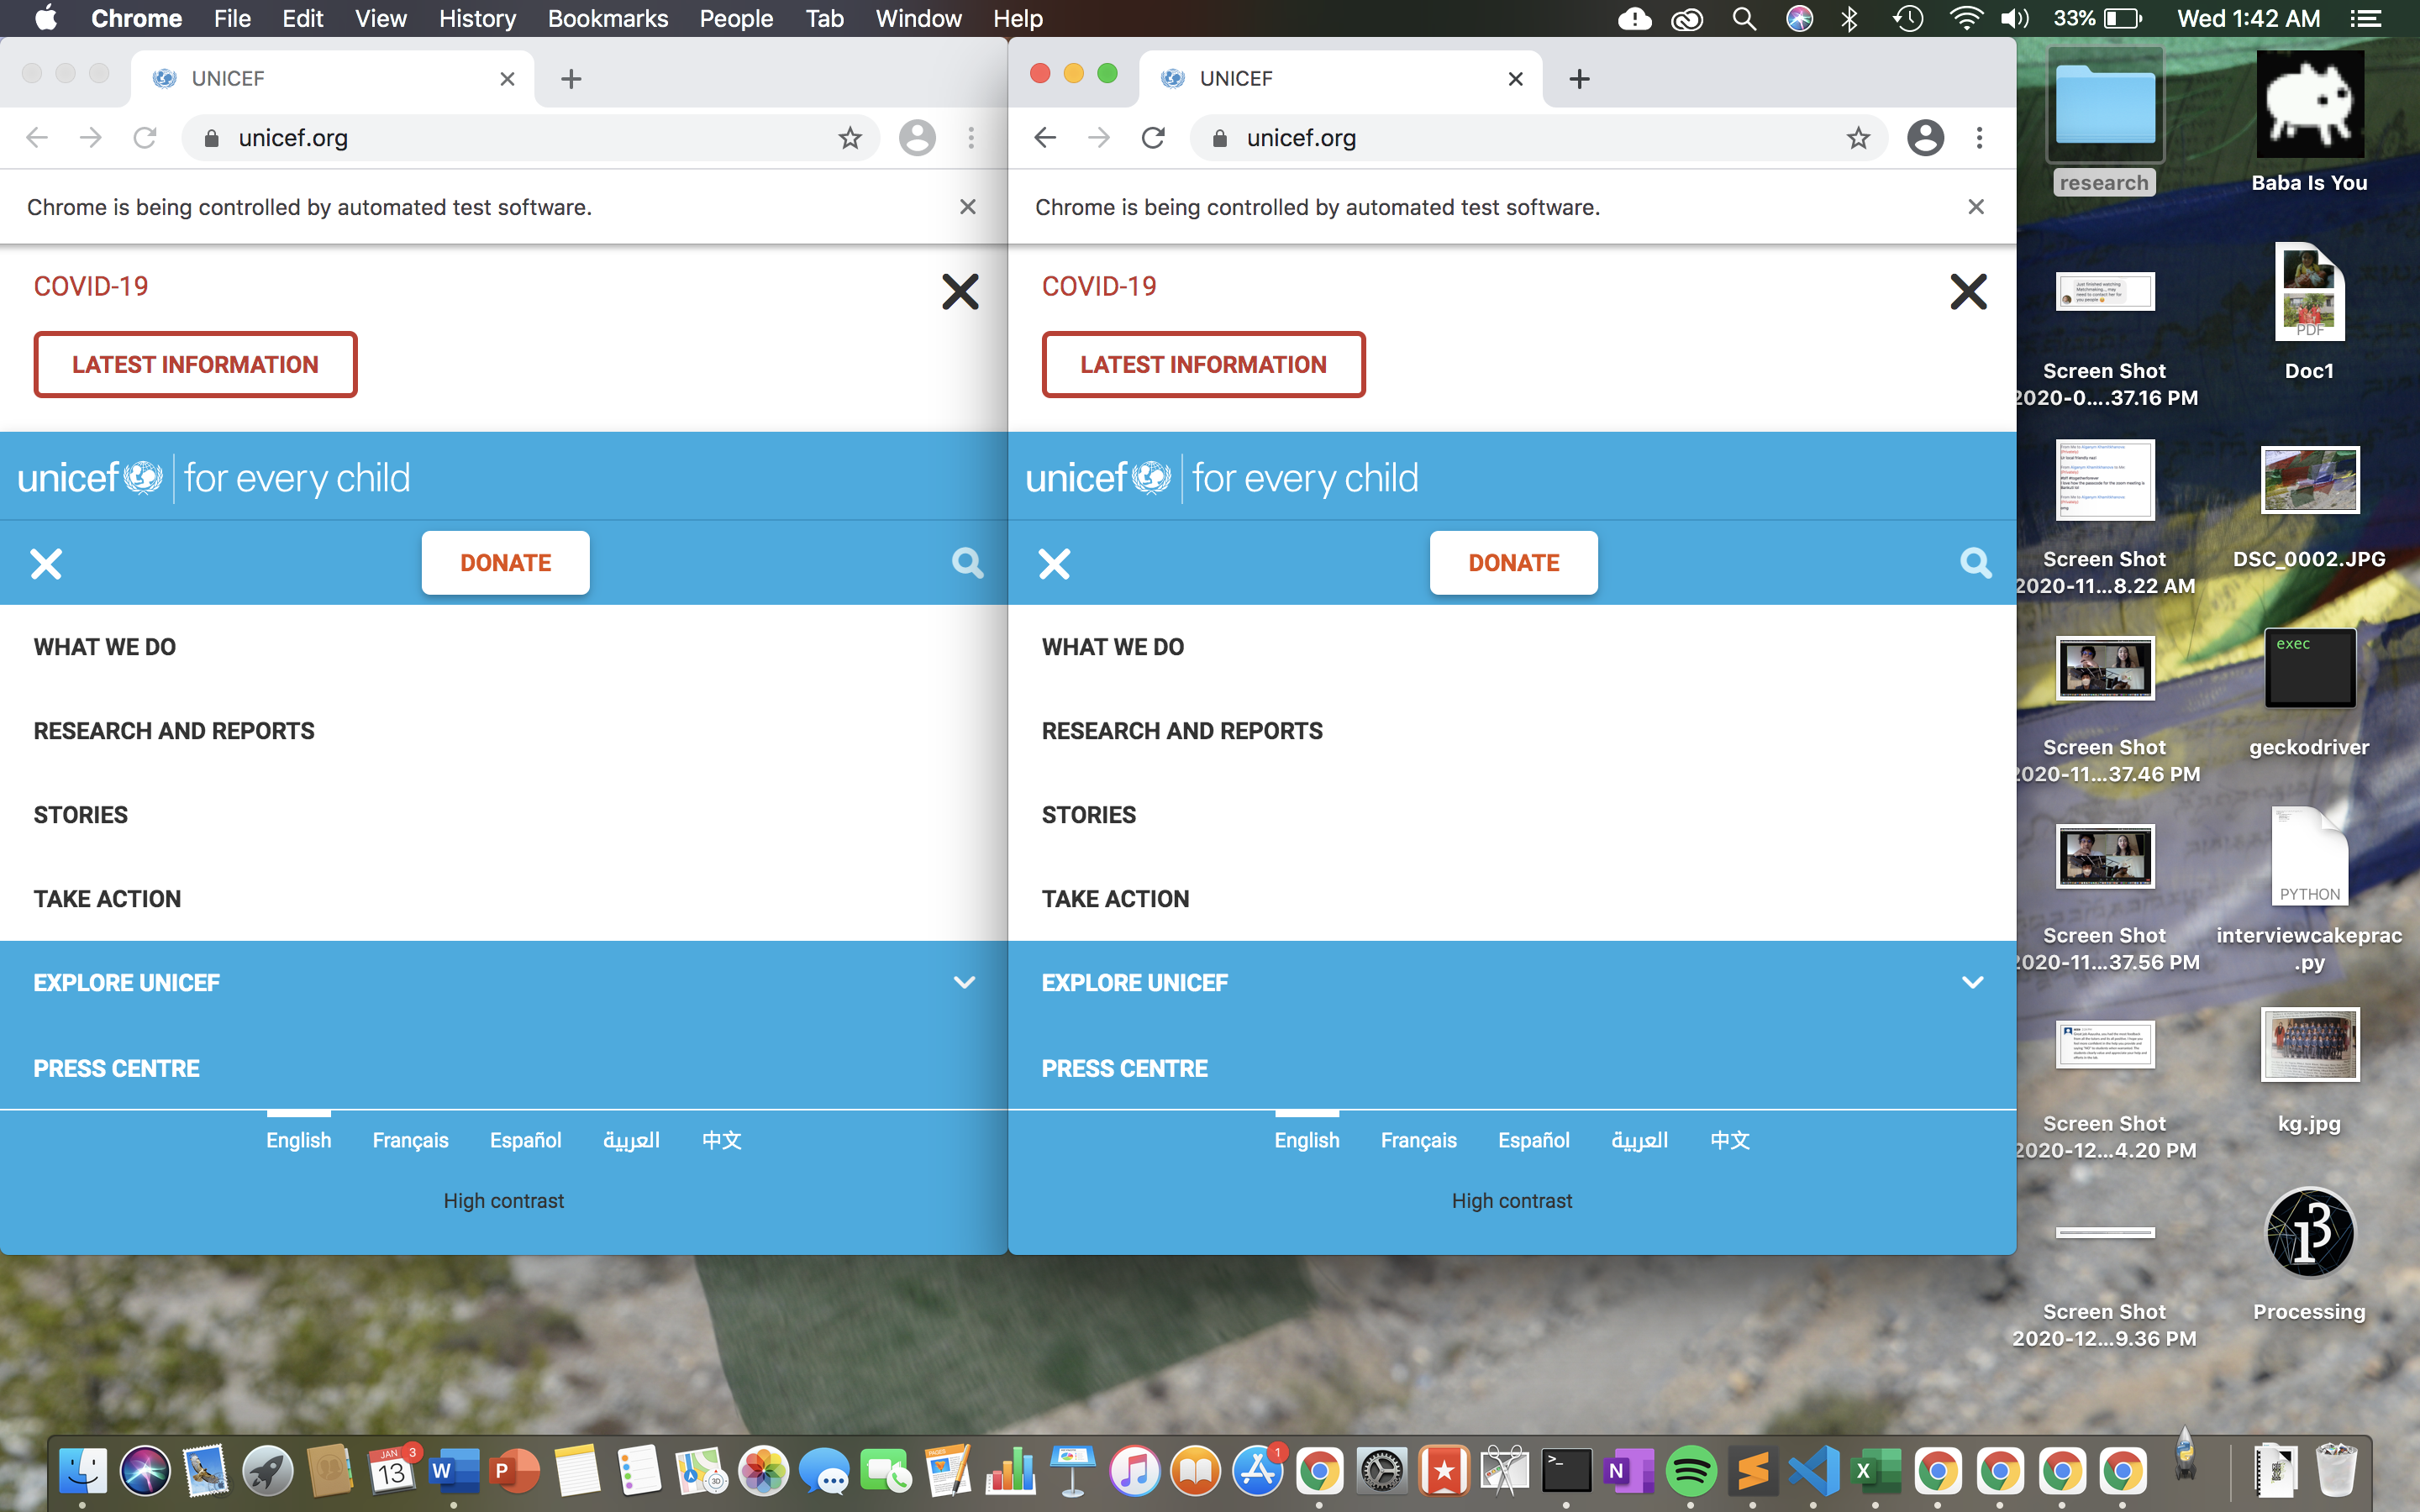 Chrome File Edit View History Bookmarks People Tab Window Help 33% Wed 1:42 AM
UNICEF
unicef.org
Chrome is being controlled by automated test software.
COVID-19
LATEST INFORMATION
unicef for every child
DONATE
WHAT WE DO
RESEARCH AND REPORTS
STORIES
TAKE ACTION
EXPLORE UNICEF
PRESS CENTRE
English Français Español العربية 中文
High contrast
UNICEF
unicef.org
Chrome is being controlled by automated test software.
COVID-19
LATEST INFORMATION
unicef for every child
DONATE
WHAT WE DO
RESEARCH AND REPORTS
STORIES
TAKE ACTION
EXPLORE UNICEF
PRESS CENTRE
English Français Español العربية 中文
High contrast
research
Baba Is You
Screen Shot
2020-0....37.16 PM
PDF
Doc1
Screen Shot
2020-11...8.22 AM
DSC_0002.JPG
Screen Shot
2020-11...37.46 PM
exec
geckodriver
Screen Shot
2020-11...37.56 PM
PYTHON
interviewcakeprac
.py
Screen Shot
2020-12...4.20 PM
kg.jpg
Screen Shot
2020-12...9.36 PM
Processing
JAN
13
3
W
P
PAGES
1
N
X